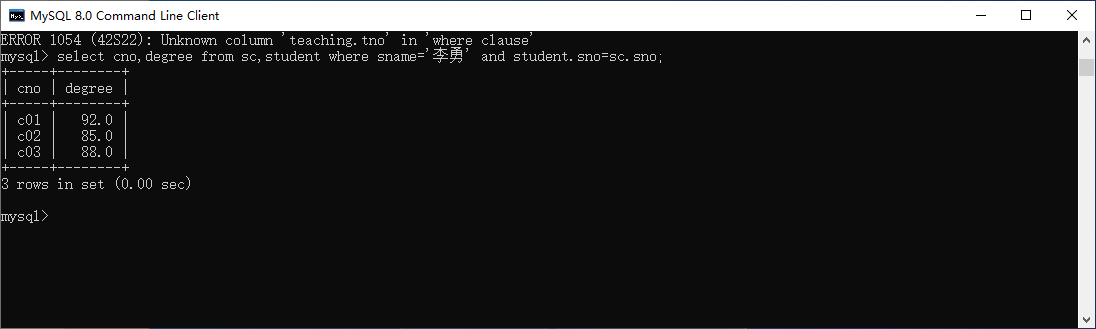 MySQL 8.0 Command Line Client
ERROR 1054 (42S22): Unknown column 'teaching.tno' in 'where clause'
mysql> select cno,degree from sc,student where sname='李勇' and student.sno=sc.sno;
+-----+--------+
| cno | degree |
+-----+--------+
| c01 |   92.0 |
| c02 |   85.0 |
| c03 |   88.0 |
+-----+--------+
3 rows in set (0.00 sec)
mysql>